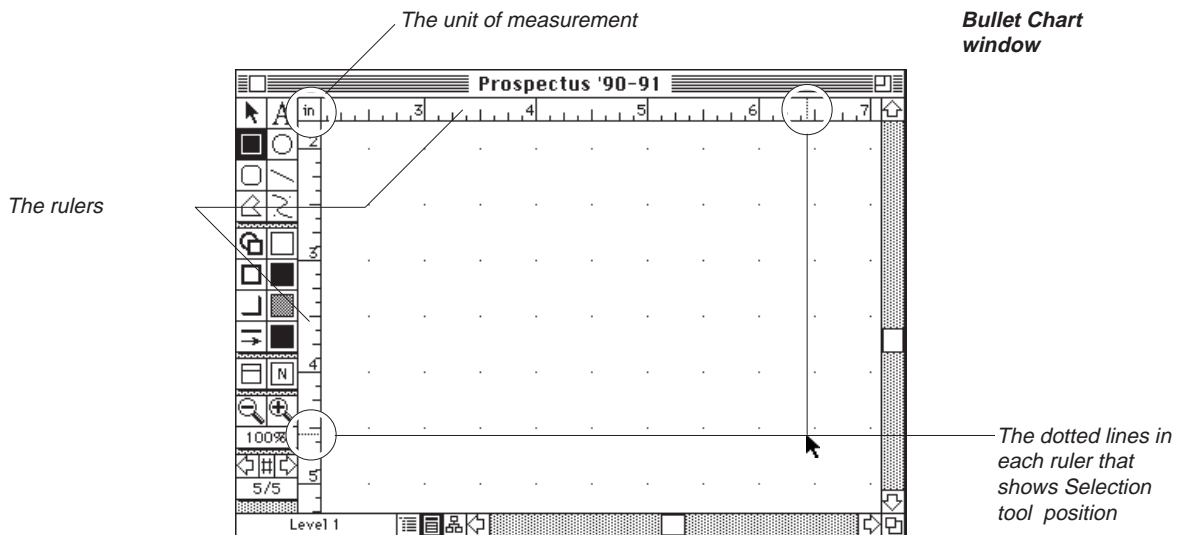 The unit of measurement
Bullet Chart
window
Prospectus '90-91
A in 3 4 5 6 7
2
The rulers
3
N
4
100%
The dotted lines in
each ruler that
shows Selection
tool position
#
5/5
5
Level 1